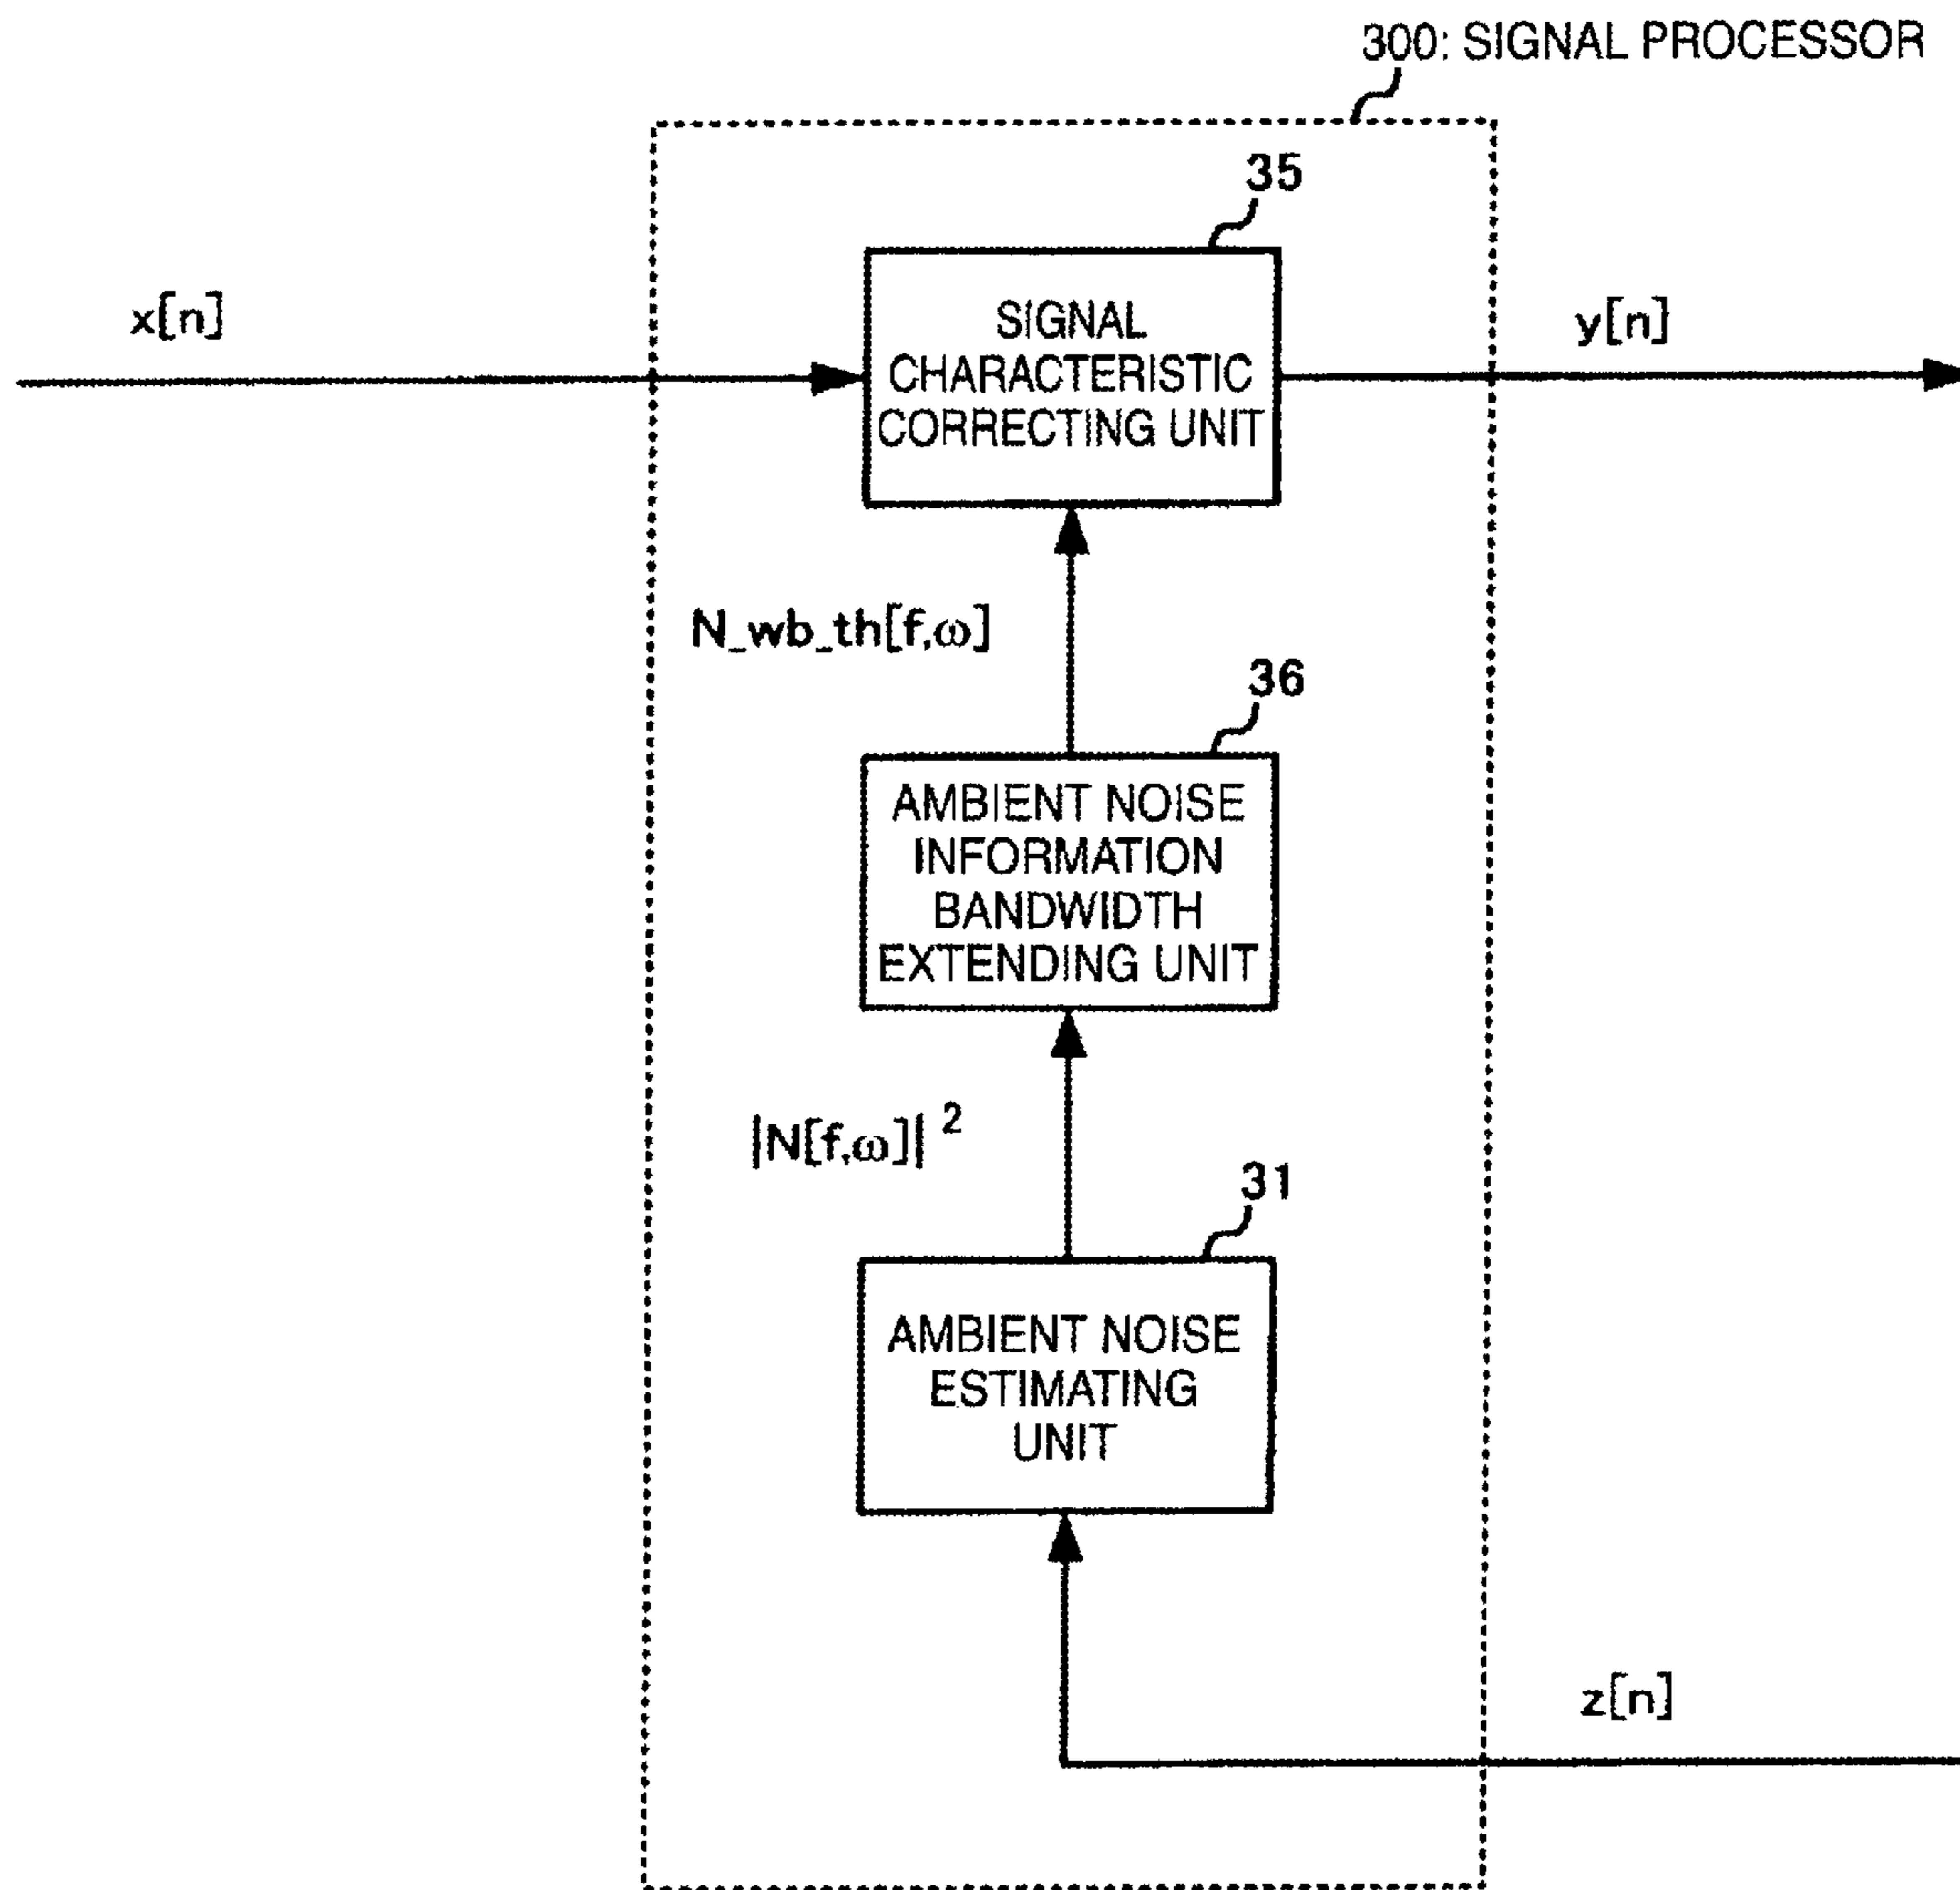 300: SIGNAL PROCESSOR
35
x[n]
SIGNAL
CHARACTERISTIC
CORRECTING UNIT
y[n]
N_wb_th[f,ω]
36
AMBIENT NOISE
INFORMATION
BANDWIDTH
EXTENDING UNIT
|N[f,ω]|²
31
AMBIENT NOISE
ESTIMATING
UNIT
z[n]